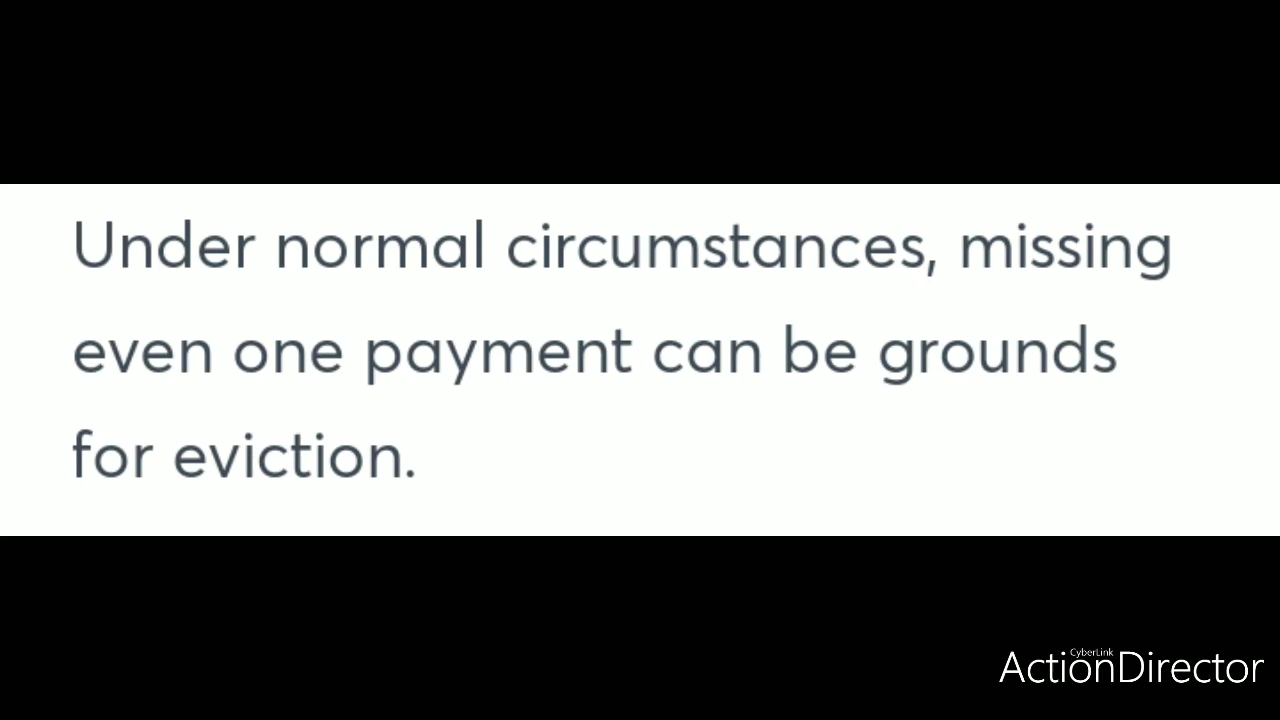 Under normal circumstances, missing
even one payment can be grounds
for eviction.
CyberLink
ActionDirector